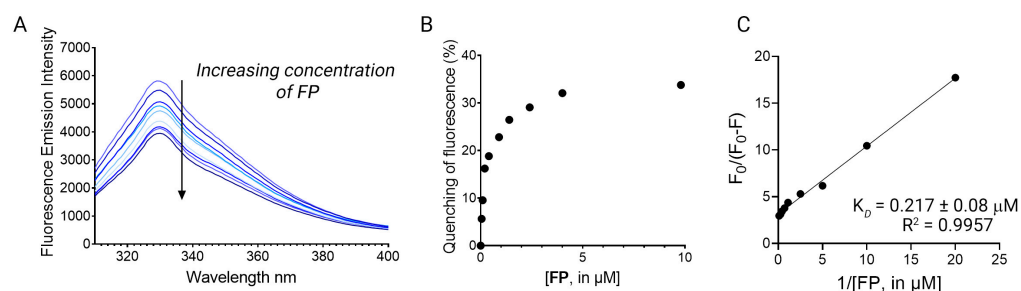 A
Fluorescence Emission Intensity
7000
6000
5000
4000
3000
2000
1000
0
320
340
360
380
400
Wavelength nm
Increasing concentration
of FP
B
Quenching of fluorescence (%)
40
30
20
10
0
0
5
10
[FP, in µM]
C
F0/(F0-F)
20
15
10
5
0
0
5
10
15
20
25
1/[FP, in µM]
KD = 0.217 ± 0.08 µM
R² = 0.9957